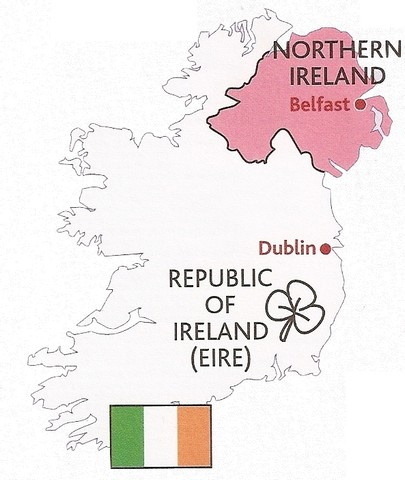 NORTHERN
IRELAND
Belfast
Dublin
REPUBLIC
OF
IRELAND
(EIRE)